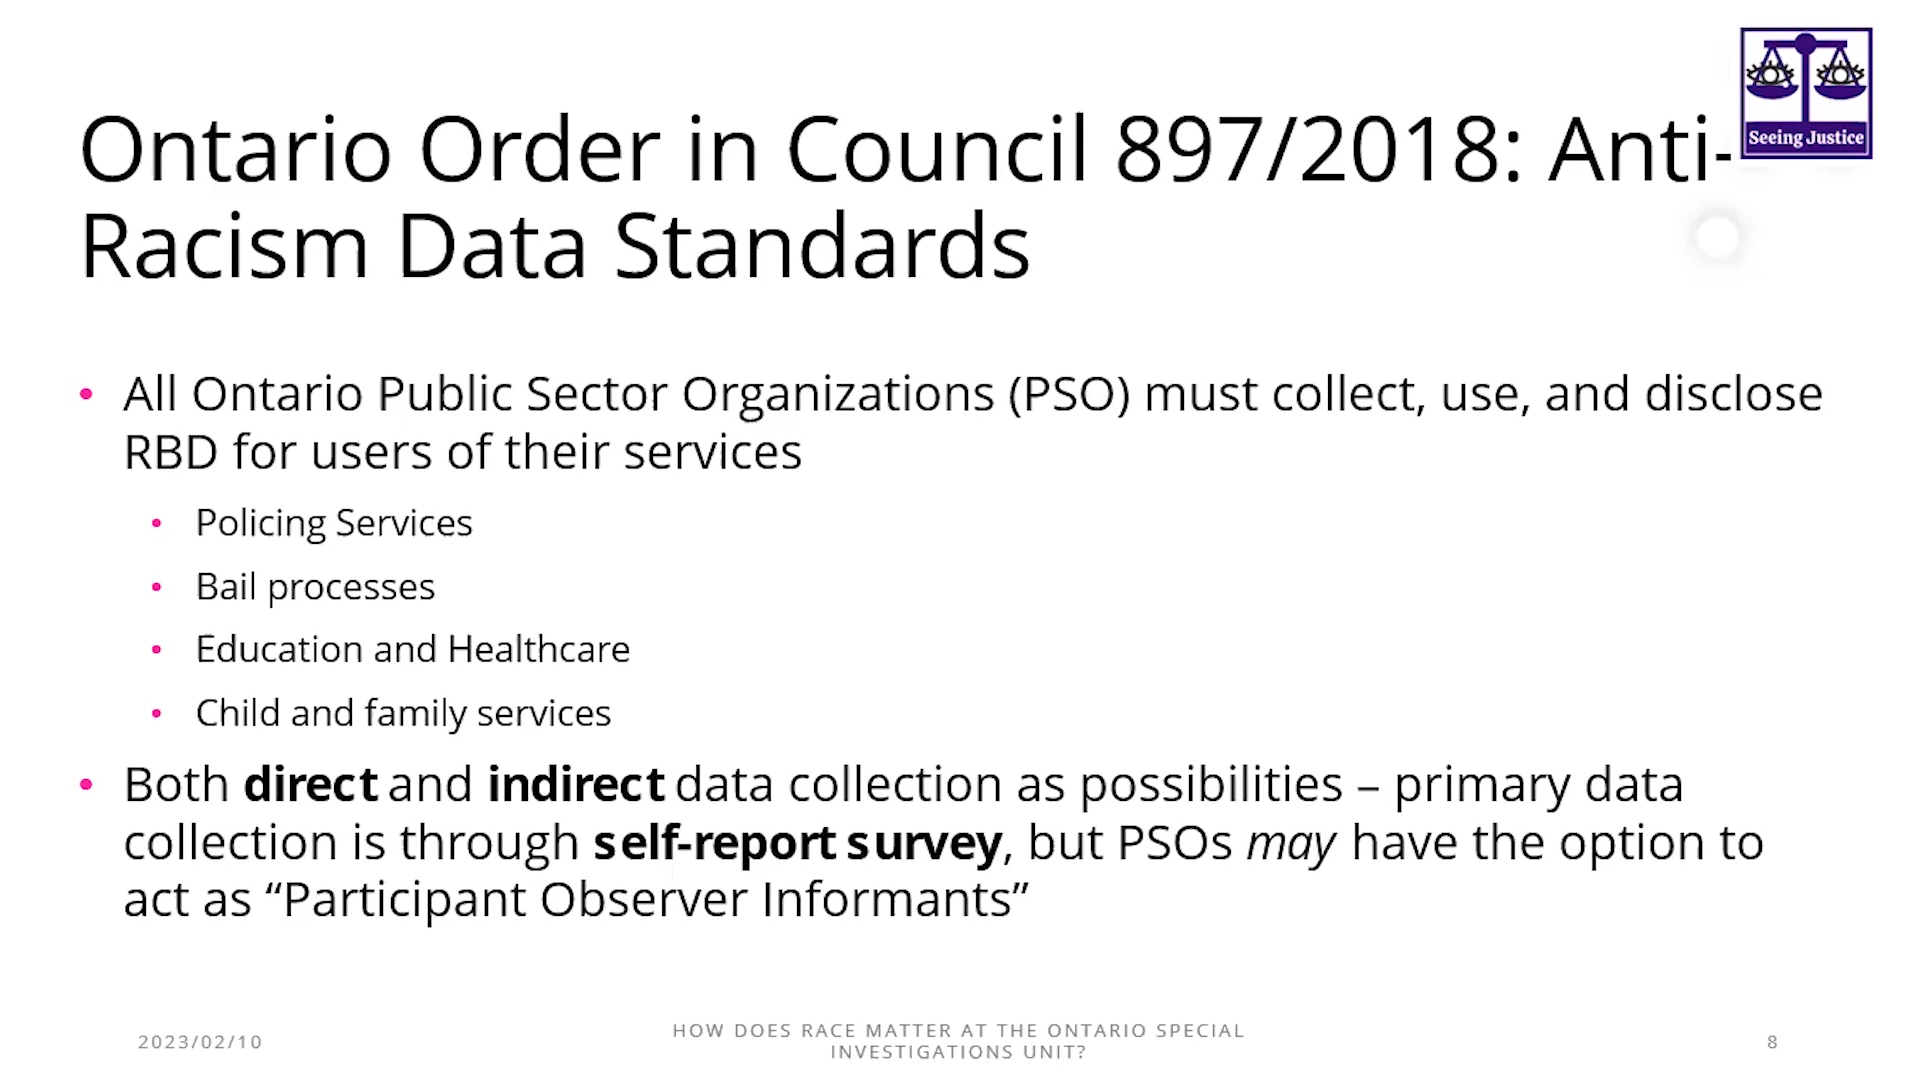 Seeing Justice
Ontario Order in Council 897/2018: Anti-
Racism Data Standards
• All Ontario Public Sector Organizations (PSO) must collect, use, and disclose
RBD for users of their services
• Policing Services
• Bail processes
• Education and Healthcare
• Child and family services
• Both direct and indirect data collection as possibilities – primary data
collection is through self-report survey, but PSOs may have the option to
act as “Participant Observer Informants”
2023/02/10
HOW DOES RACE MATTER AT THE ONTARIO SPECIAL
INVESTIGATIONS UNIT?
8